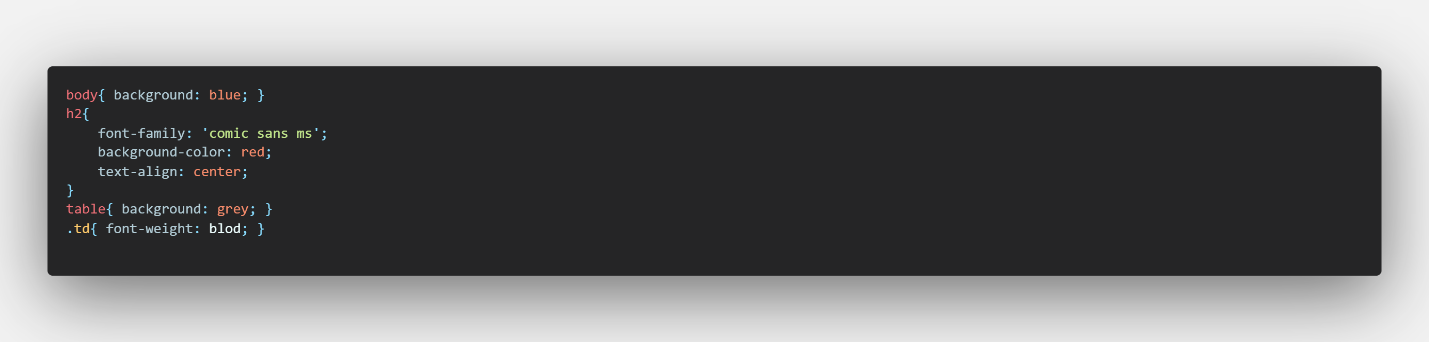 body{ background: blue; }
h2{
    font-family: 'comic sans ms';
    background-color: red;
    text-align: center;
}
table{ background: grey; }
.td{ font-weight: blod; }